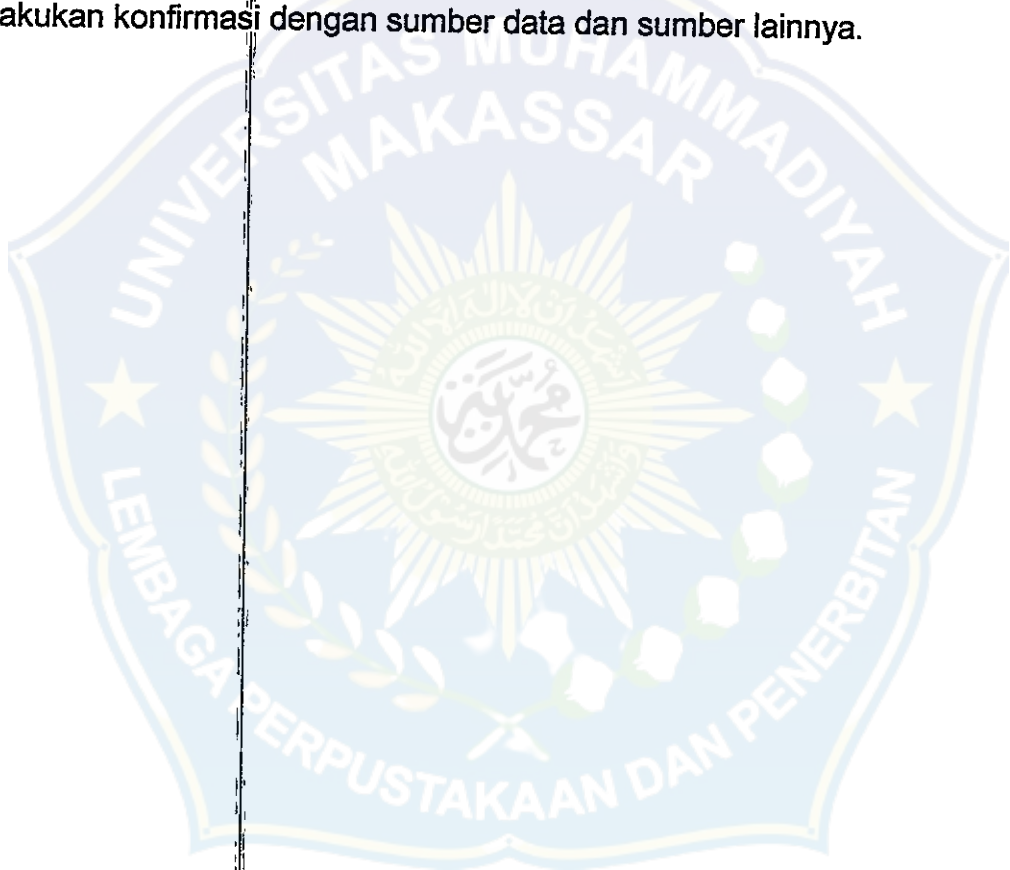 akukan konfirmasi dengan sumber data dan sumber lainnya.
UNIVERSITAS MUHAMMADIYAH
MAKASSAR
LEMBAGA PERPUSTAKAAN DAN PENERBITAN